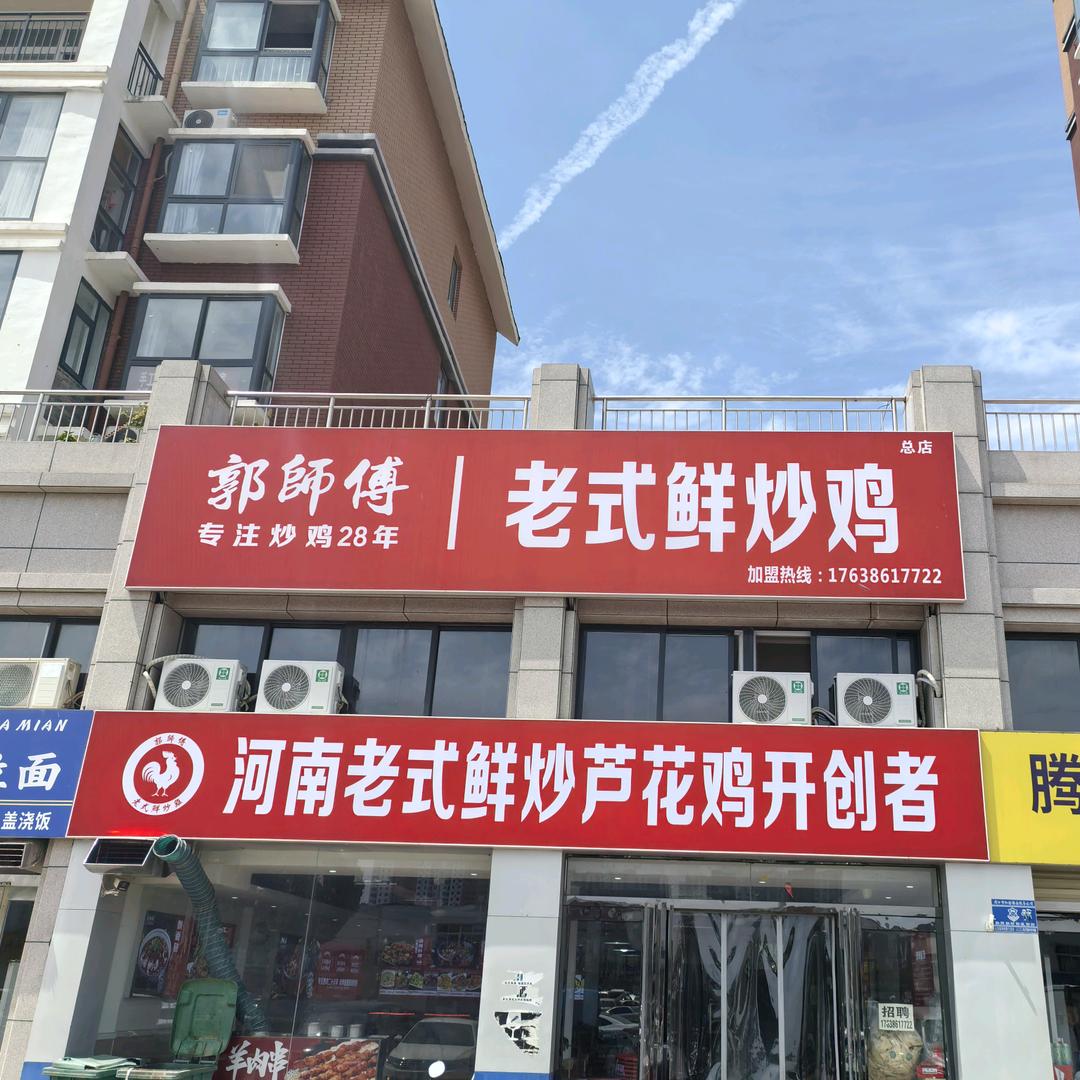 总店
郭師傅
专注炒鸡28年
老式鲜炒鸡
加盟热线：17638617722
AMIAN
面
盖浇饭
郭師傅
老式鲜炒鸡
河南老式鲜炒芦花鸡开创者
腾
招聘
17638617722
羊肉串